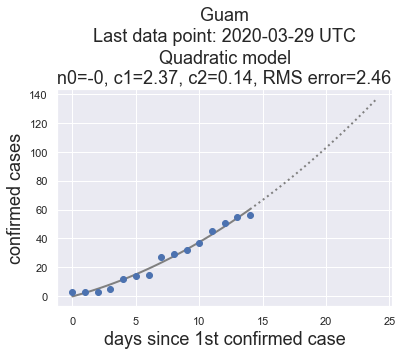 Guam
Last data point: 2020-03-29 UTC
Quadratic model
n0=-0, c1=2.37, c2=0.14, RMS error=2.46
140
120
100
80
60
40
20
0
confirmed cases
0 5 10 15 20 25
days since 1st confirmed case